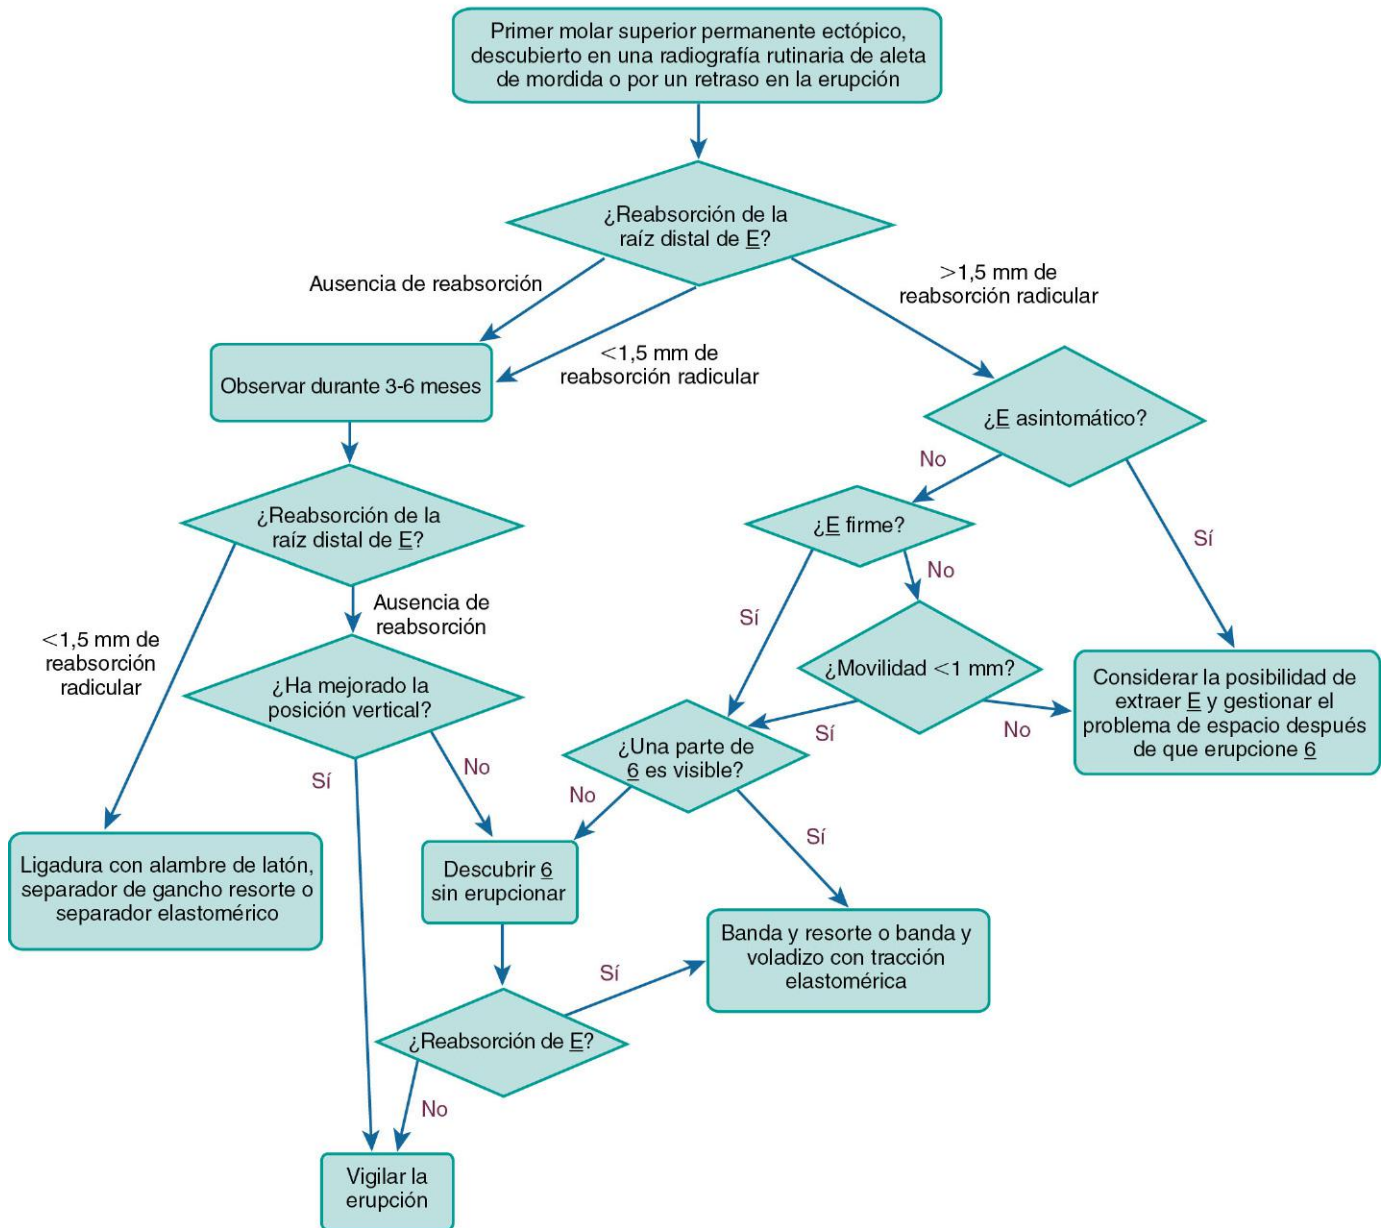 Primer molar superior permanente ectópico,
descubierto en una radiografía rutinaria de aleta
de mordida o por un retraso en la erupción
¿Reabsorción de la
raíz distal de E?
Ausencia de reabsorción
>1,5 mm de
reabsorción radicular
<1,5 mm de
reabsorción radicular
Observar durante 3-6 meses
¿E asintomático?
No
Sí
¿Reabsorción de la
raíz distal de E?
¿E firme?
No
Sí
Ausencia de
reabsorción
<1,5 mm de
reabsorción
radicular
¿Ha mejorado la
posición vertical?
¿Movilidad <1 mm?
Sí
No
Considerar la posibilidad de
extraer E y gestionar el
problema de espacio después
de que erupcione 6
¿Una parte de
6 es visible?
Sí
No
No
Sí
Ligadura con alambre de latón,
separador de gancho resorte o
separador elastomérico
Descubrir 6
sin erupcionar
Banda y resorte o banda y
voladizo con tracción
elastomérica
Sí
¿Reabsorción de E?
No
Vigilar la
erupción